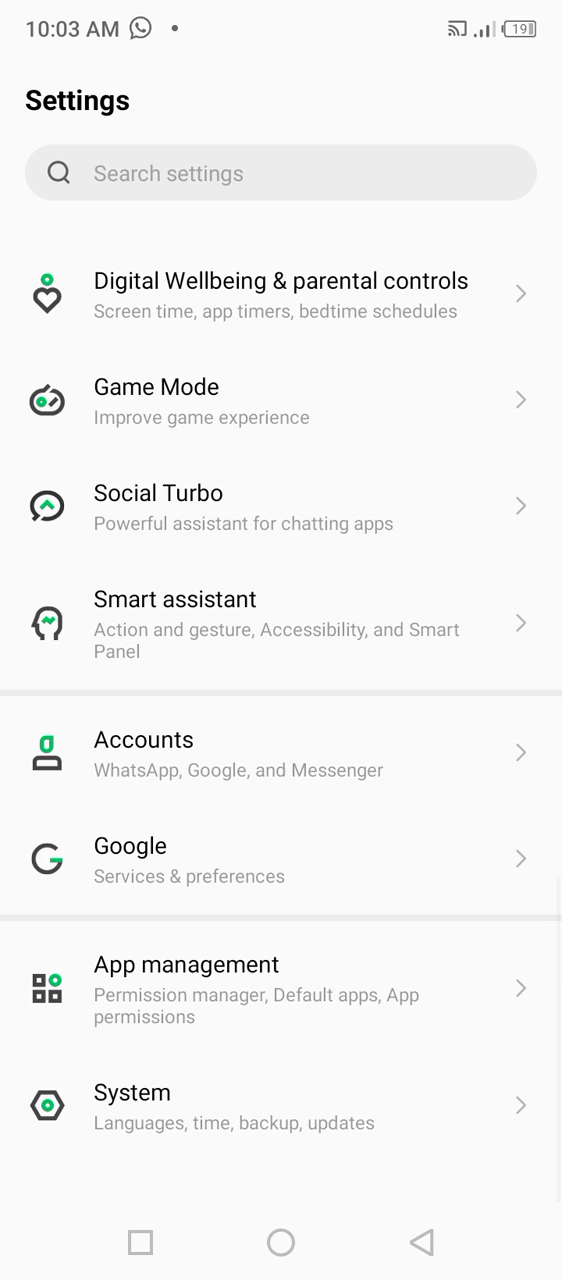 10:03 AM
19
Settings
Search settings
Digital Wellbeing & parental controls
Screen time, app timers, bedtime schedules
Game Mode
Improve game experience
Social Turbo
Powerful assistant for chatting apps
Smart assistant
Action and gesture, Accessibility, and Smart
Panel
Accounts
WhatsApp, Google, and Messenger
Google
Services & preferences
App management
Permission manager, Default apps, App
permissions
System
Languages, time, backup, updates